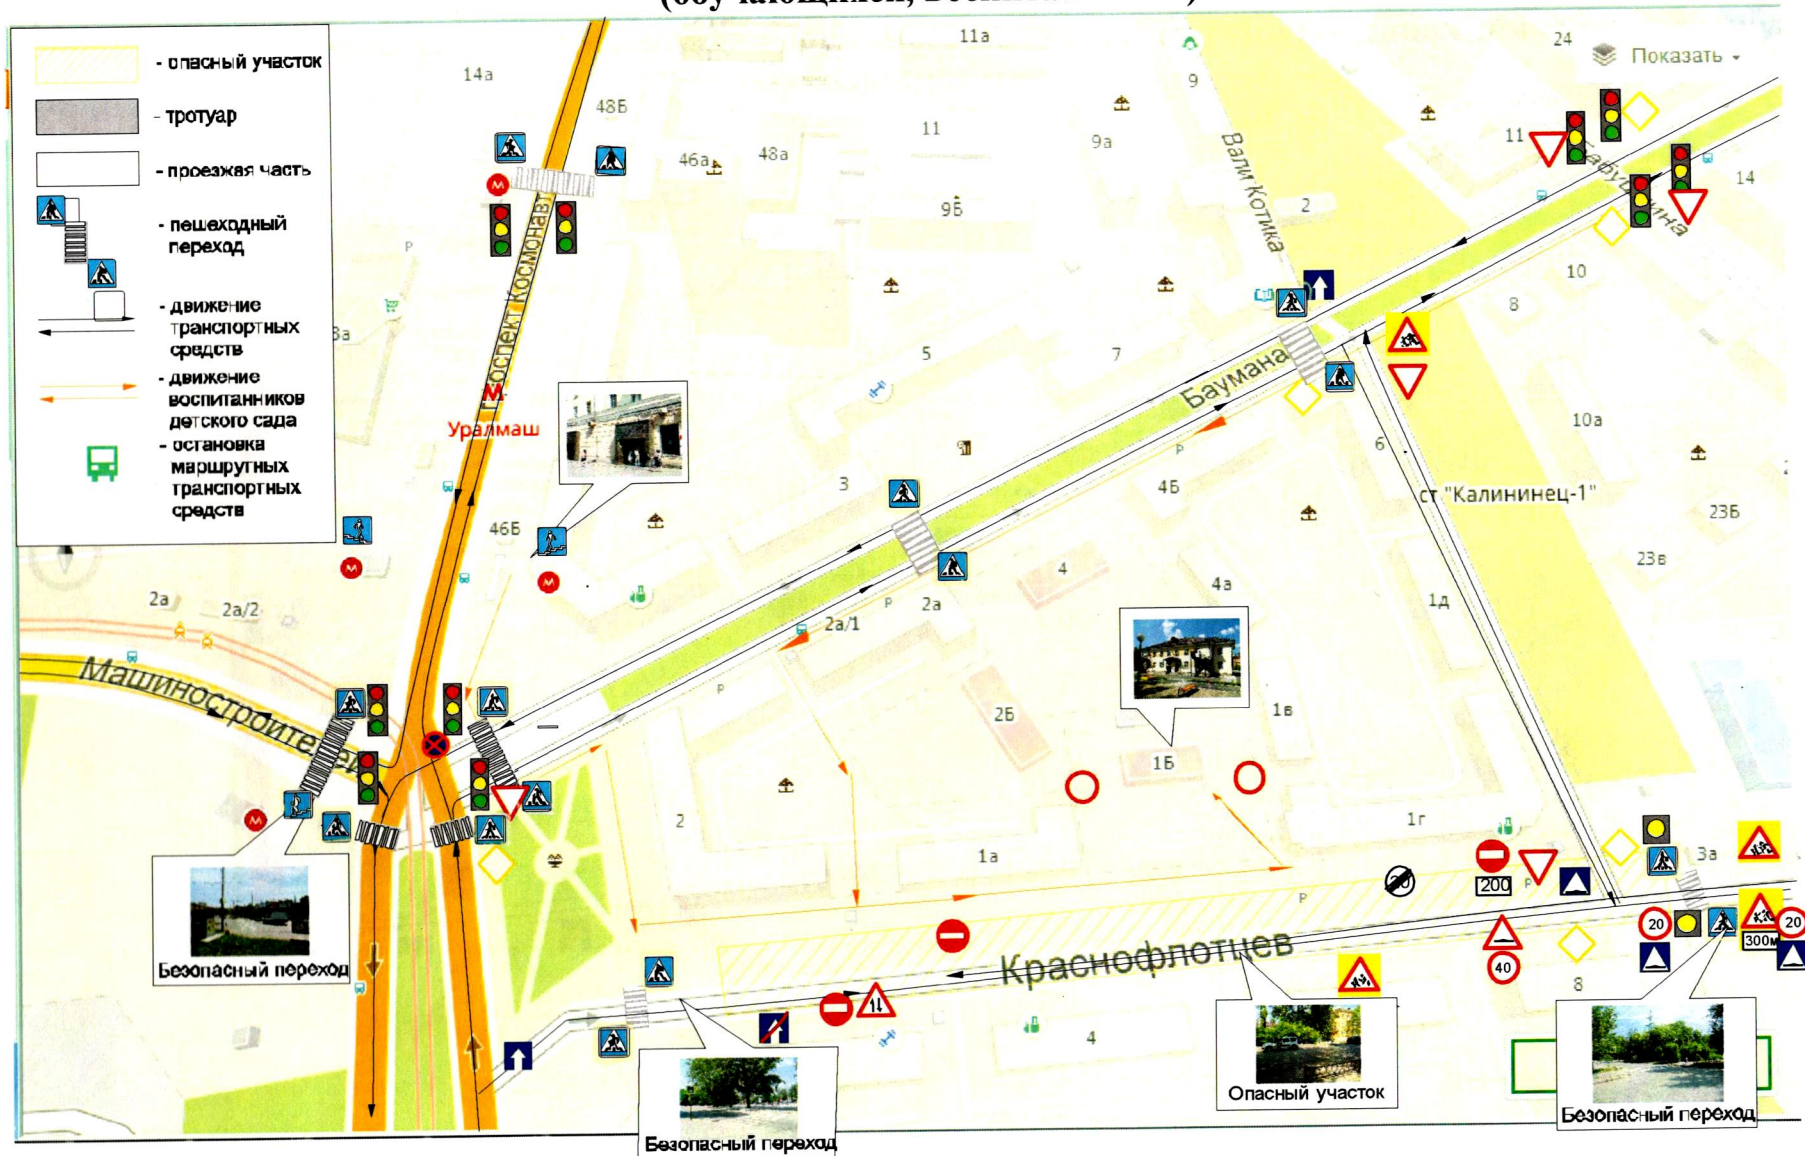 - опасный участок
- тротуар
- проезжая часть
- пешеходный
переход
- движение
транспортных
средств
- движение
воспитанников
детского сада
- остановка
маршрутных
транспортных
средств
Показать
14а
48Б
46а
48а
11а
11
9а
9Б
9
24
11
14
Вали Котика
2
10
8
Проспект Космонавт
М
Уралмаш
46Б
5
7
3
Баумана
4Б
6
10а
ст "Калининец-1"
23Б
23в
1д
4
4а
2а
2а/1
2а
2а/2
Машиностроителей
2Б
1в
1Б
2
1а
1г
3а
200
20
20
300м
40
8
Краснофлотцев
4
Безопасный переход
Безопасный переход
Опасный участок
Безопасный переход